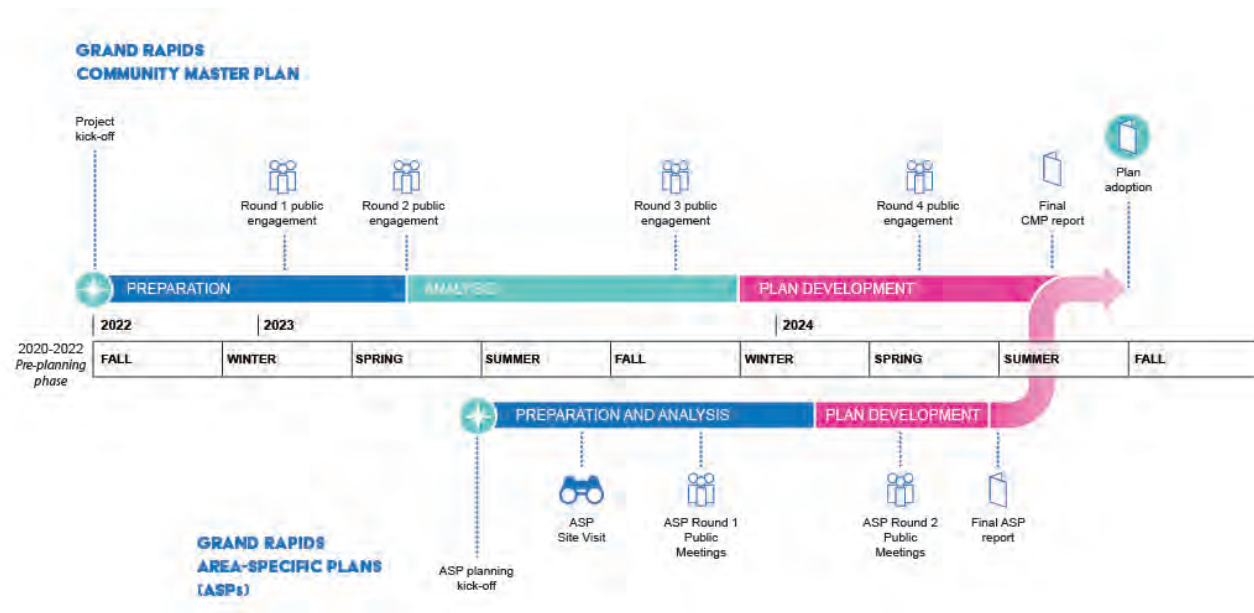 GRAND RAPIDS
COMMUNITY MASTER PLAN
Project
kick-off
Round 1 public
engagement
Round 2 public
engagement
Round 3 public
engagement
Round 4 public
engagement
Final
CMP report
Plan
adoption
PREPARATION
ANALYSIS
PLAN DEVELOPMENT
2022
2023
2024
2020-2022
Pre-planning
phase
FALL
WINTER
SPRING
SUMMER
FALL
WINTER
SPRING
SUMMER
FALL
PREPARATION AND ANALYSIS
PLAN DEVELOPMENT
ASP
Site Visit
ASP Round 1
Public
Meetings
ASP Round 2
Public
Meetings
Final ASP
report
ASP planning
kick-off
GRAND RAPIDS
AREA-SPECIFIC PLANS
(ASPs)